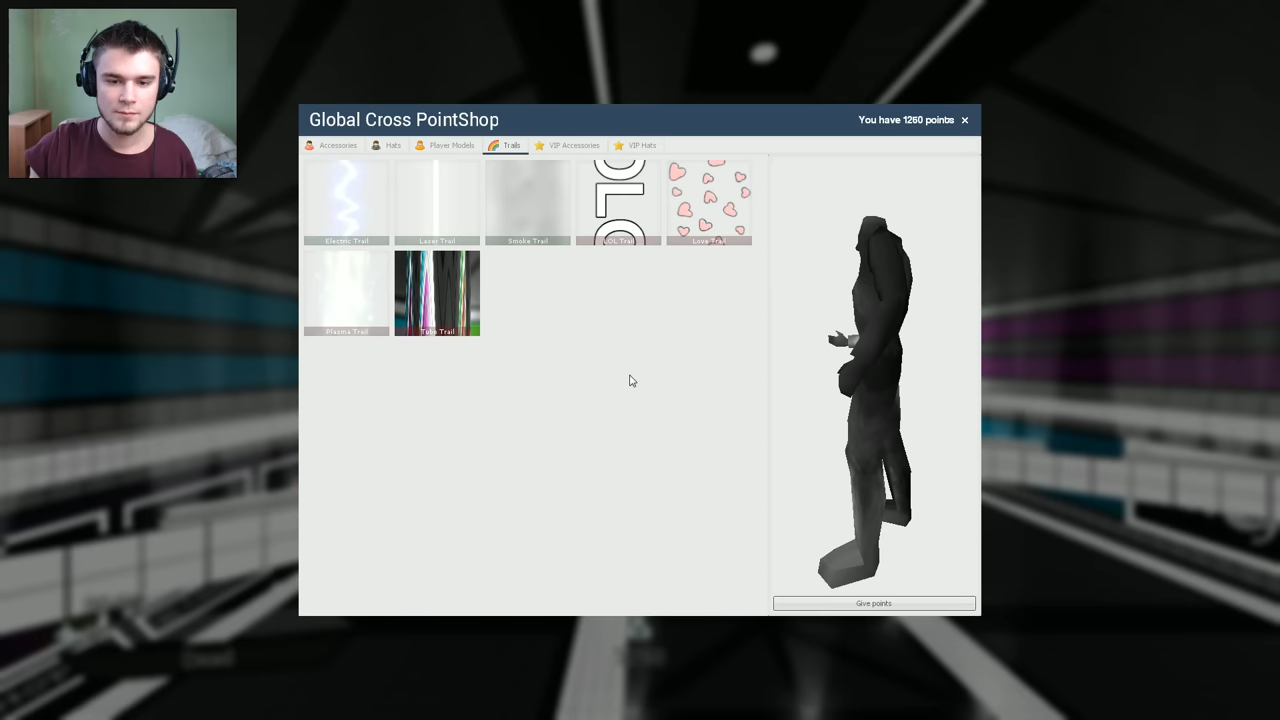 Global Cross PointShop
You have 1260 points ×
Accessories Hats Player Models Trails VIP Accessories VIP Hats
Electric Trail Laser Trail Smoke Trail LOL Trail Love Trail
Plasma Trail Tube Trail
Give points